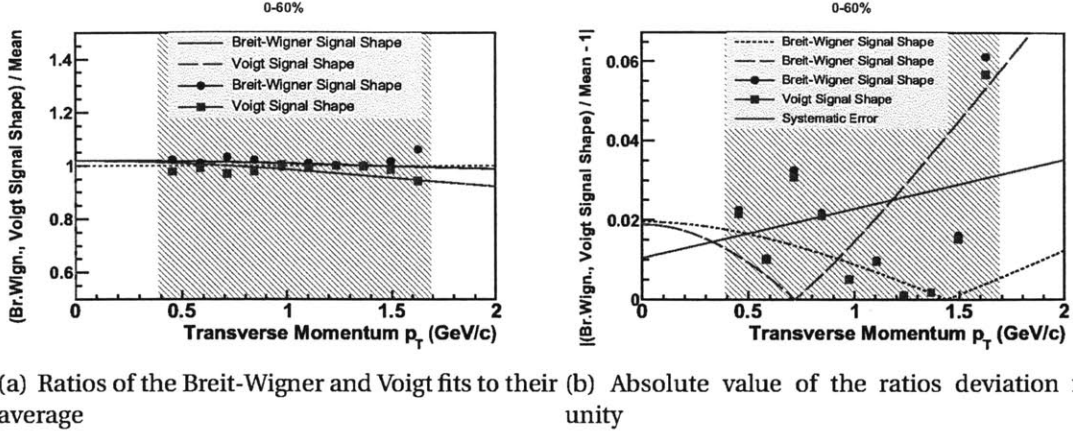 0-60%
0-60%
(Br.Wign., Voigt Signal Shape) / Mean
1.4
1.2
1
0.8
0.6
Breit-Wigner Signal Shape
Voigt Signal Shape
Breit-Wigner Signal Shape
Voigt Signal Shape
0
0.5
1
1.5
2
Transverse Momentum pT (GeV/c)
|(Br.Wign., Voigt Signal Shape) / Mean - 1|
0.06
0.04
0.02
0
Breit-Wigner Signal Shape
Breit-Wigner Signal Shape
Breit-Wigner Signal Shape
Voigt Signal Shape
Systematic Error
0
0.5
1
1.5
2
Transverse Momentum pT (GeV/c)
(a) Ratios of the Breit-Wigner and Voigt fits to their
average
(b) Absolute value of the ratios deviation
unity